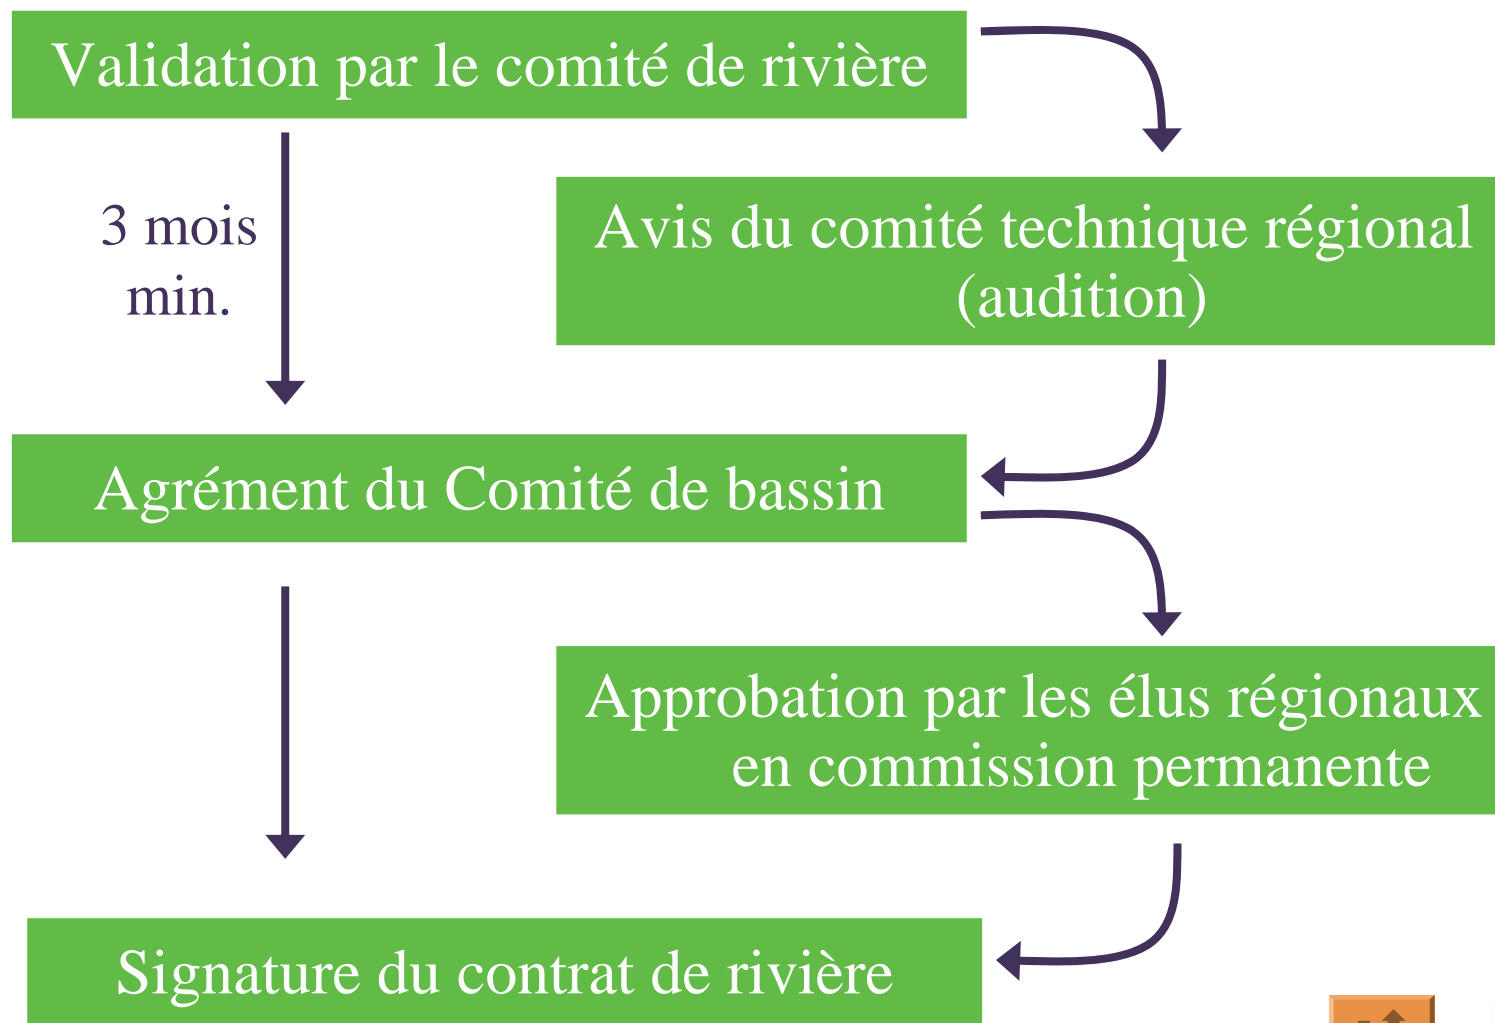 Validation par le comité de rivière
3 mois
min.
Avis du comité technique régional
(audition)
Agrément du Comité de bassin
Approbation par les élus régionaux
en commission permanente
Signature du contrat de rivière